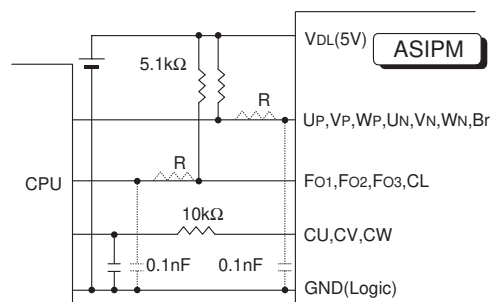 VDL(5V)
ASIPM
5.1kΩ
R
UP,VP,WP,UN,VN,WN,Br
R
CPU
FO1,FO2,FO3,CL
10kΩ
CU,CV,CW
0.1nF
0.1nF
GND(Logic)